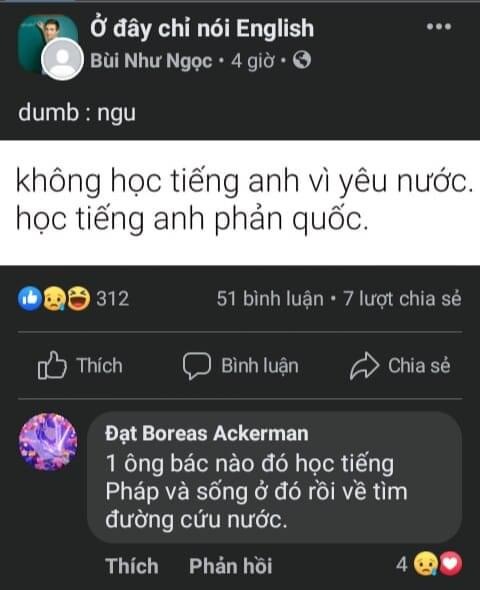 Ở đây chỉ nói English
Bùi Như Ngọc · 4 giờ ·
dumb : ngu
không học tiếng anh vì yêu nước.
học tiếng anh phản quốc.
312 51 bình luận · 7 lượt chia sẻ
Thích Bình luận Chia sẻ
Đạt Boreas Ackerman
1 ông bác nào đó học tiếng
Pháp và sống ở đó rồi về tìm
đường cứu nước.
Thích Phản hồi 4